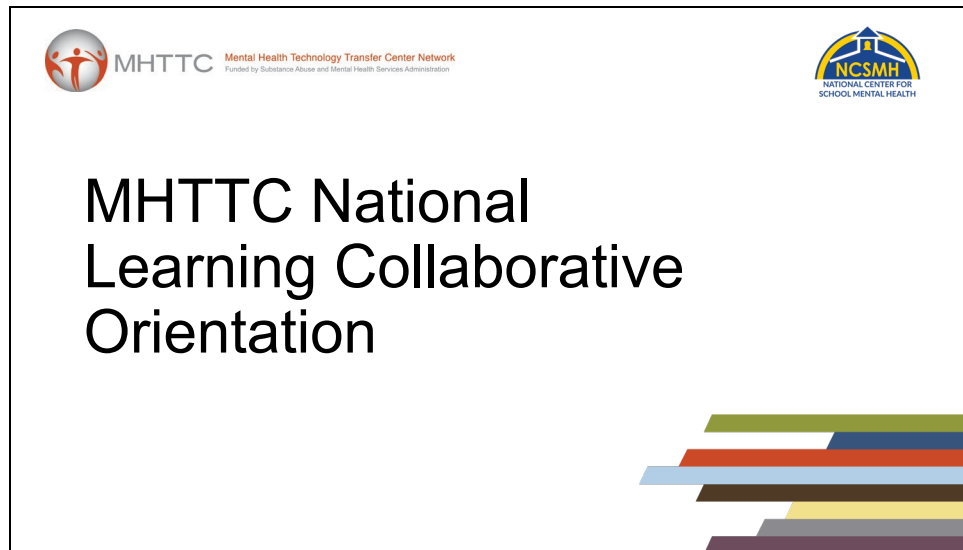 MHTTC
Mental Health Technology Transfer Center Network
Funded by Substance Abuse and Mental Health Services Administration
NCSMH
NATIONAL CENTER FOR
SCHOOL MENTAL HEALTH
MHTTC National
Learning Collaborative
Orientation